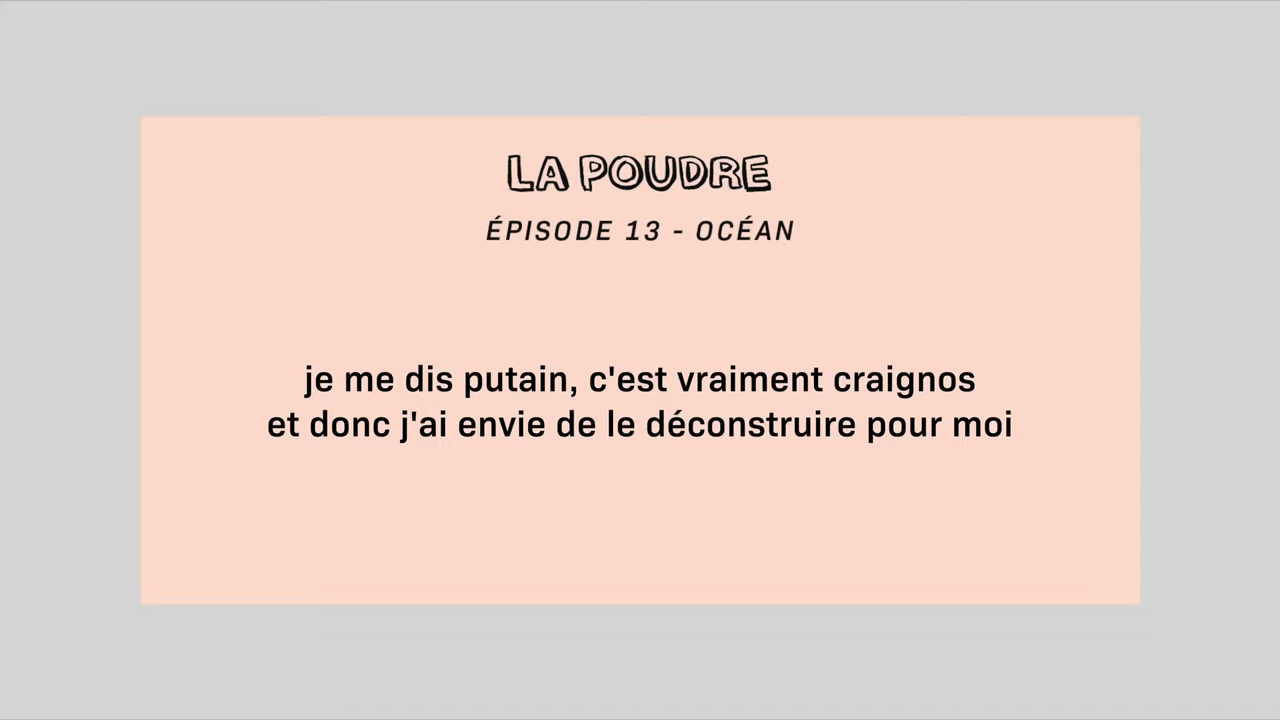 LA POUDRE
ÉPISODE 13 - OCÉAN
je me dis putain, c'est vraiment craignos
et donc j'ai envie de le déconstruire pour moi